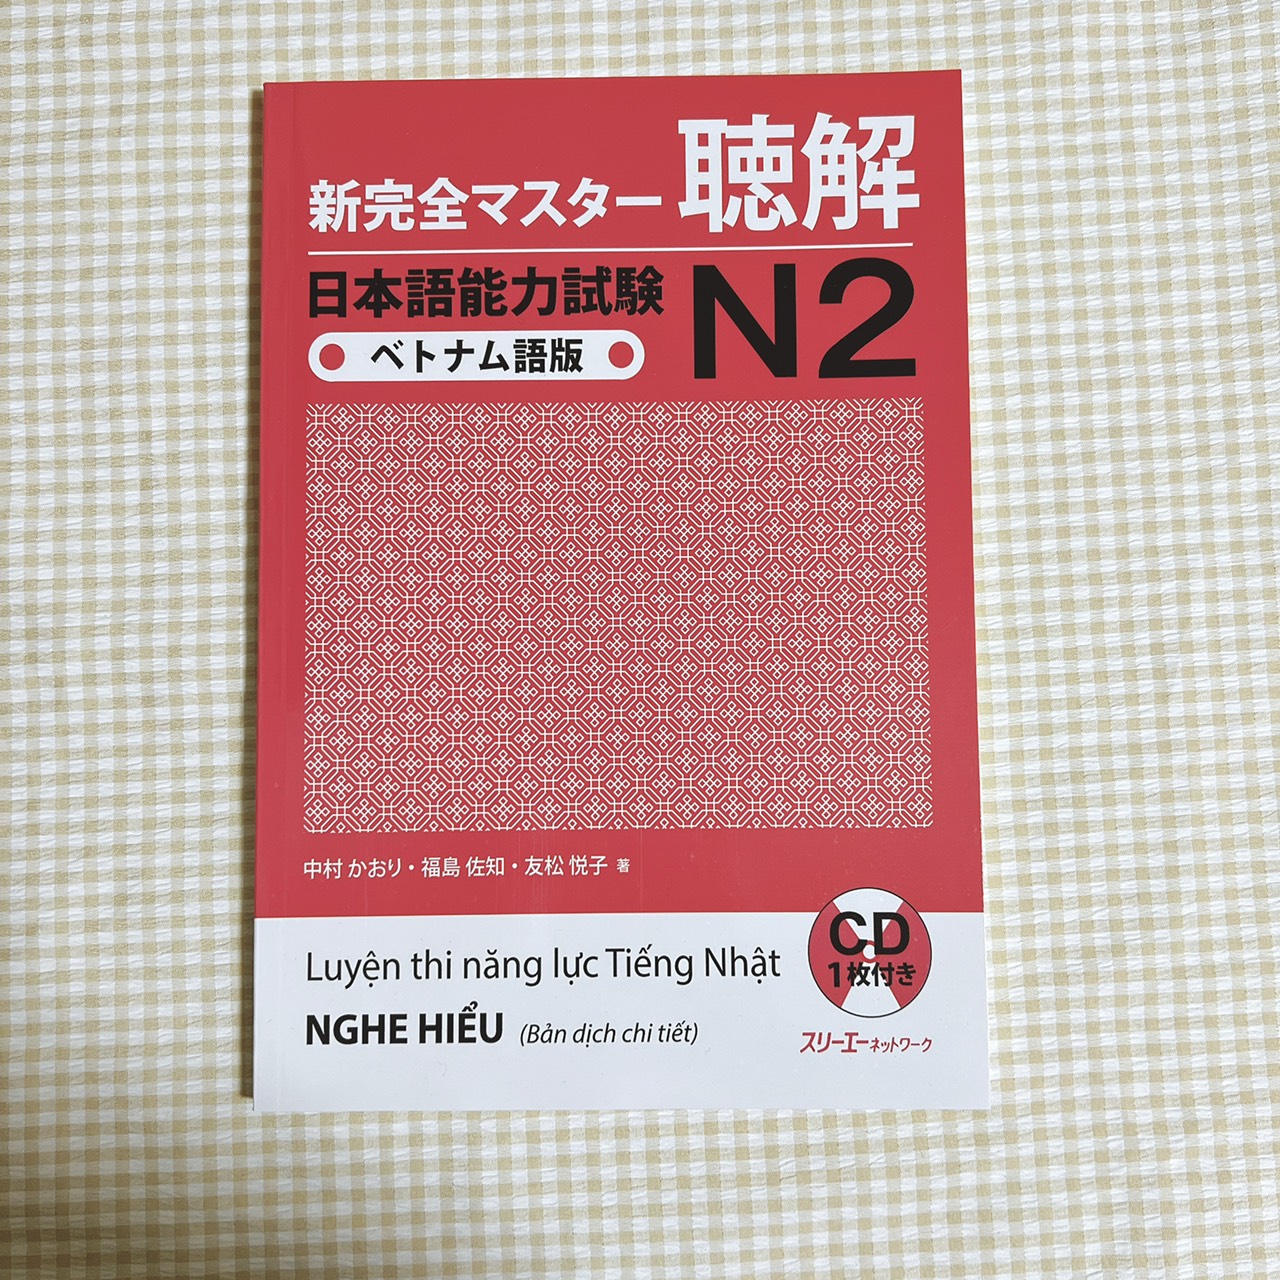 新完全マスター 聴解
日本語能力試験 N2
ベトナム語版
中村 かおり・福島 佐知・友松 悦子 著
Luyện thi năng lực Tiếng Nhật
NGHE HIỂU (Bản dịch chi tiết)
CD
1枚付き
スリーエーネットワーク